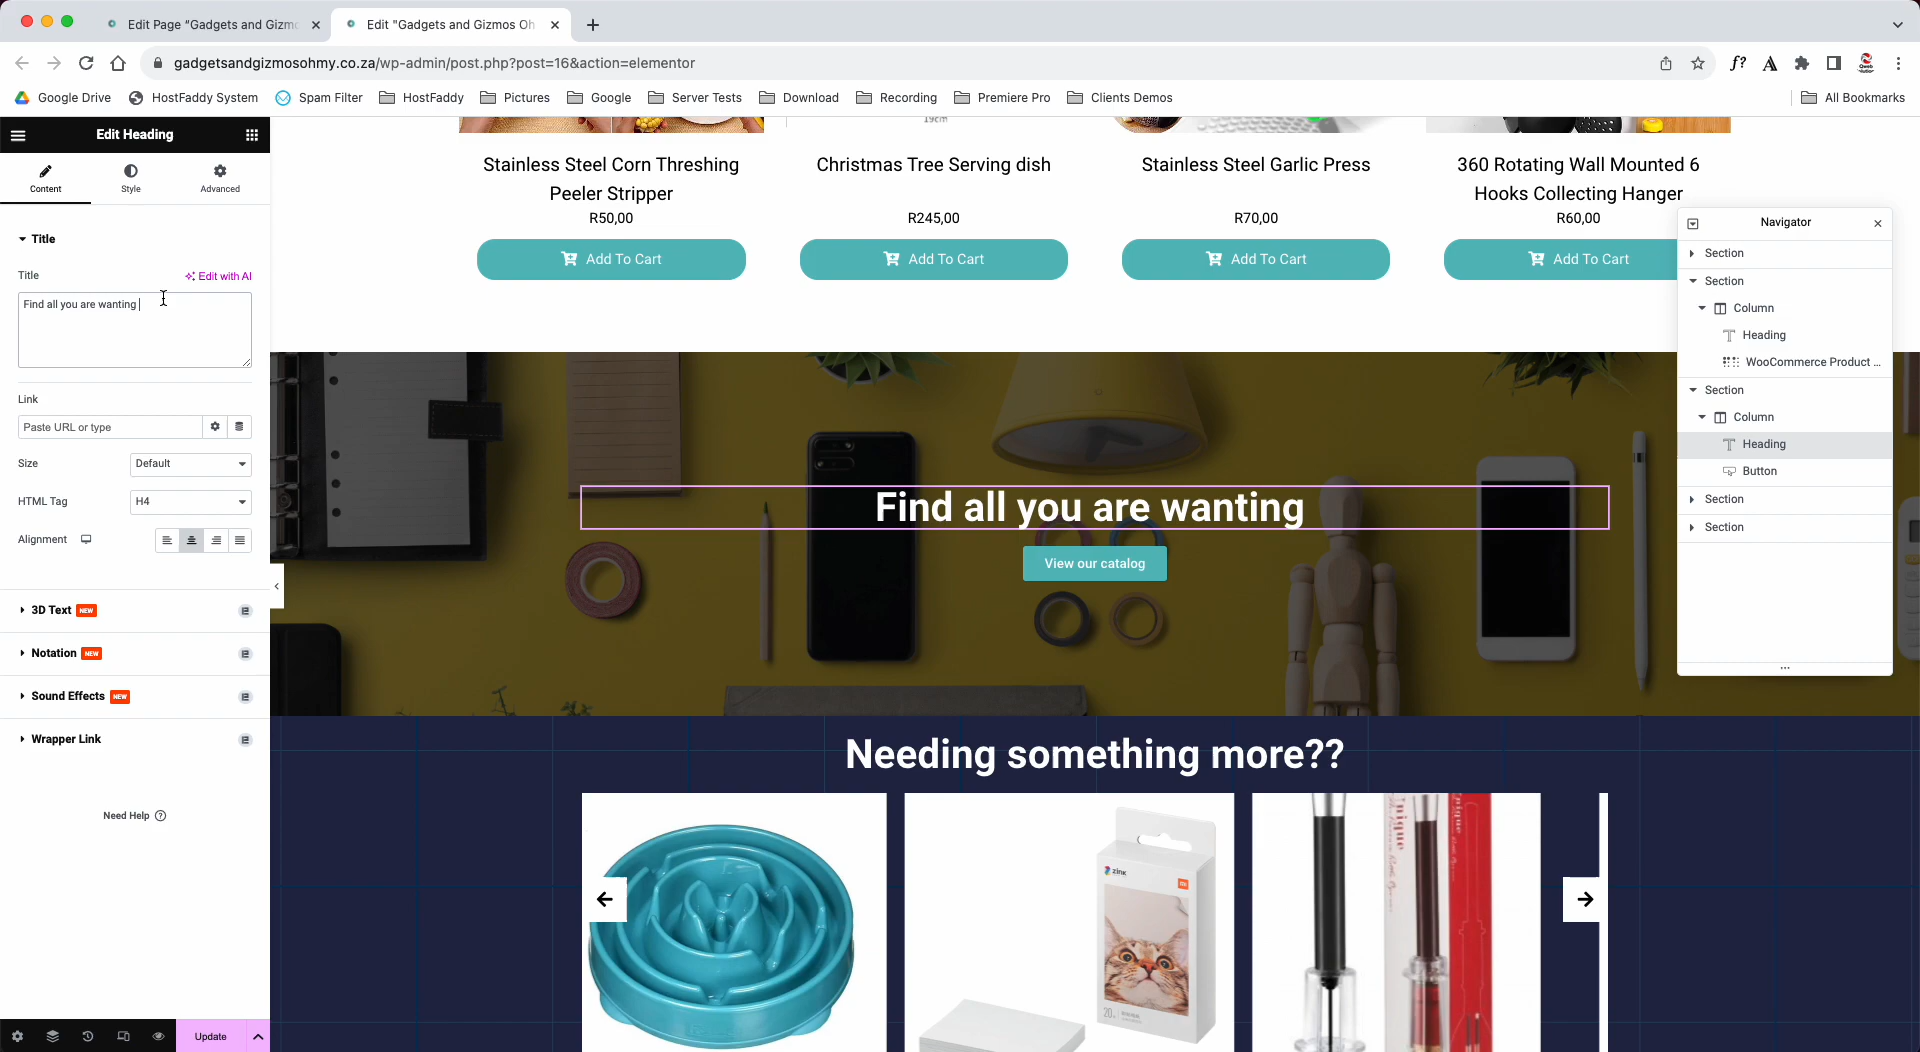 Edit Page “Gadgets and Gizmo
Edit "Gadgets and Gizmos Oh
gadgetsandgizmosohmy.co.za/wp-admin/post.php?post=16&action=elementor
Google Drive
HostFaddy System
Spam Filter
HostFaddy
Pictures
Google
Server Tests
Download
Recording
Premiere Pro
Clients Demos
All Bookmarks
Edit Heading
Content
Style
Advanced
Title
Title
Edit with AI
Find all you are wanting
Link
Paste URL or type
Size
Default
HTML Tag
H4
Alignment
3D Text NEW
Notation NEW
Sound Effects NEW
Wrapper Link
Need Help
Update
19cm
Stainless Steel Corn Threshing
Peeler Stripper
R50,00
Add To Cart
Christmas Tree Serving dish
R245,00
Add To Cart
Stainless Steel Garlic Press
R70,00
Add To Cart
360 Rotating Wall Mounted 6
Hooks Collecting Hanger
R60,00
Add To Cart
Find all you are wanting
View our catalog
Needing something more??
ZINK
Navigator
Section
Section
Column
Heading
WooCommerce Product ...
Section
Column
Heading
Button
Section
Section